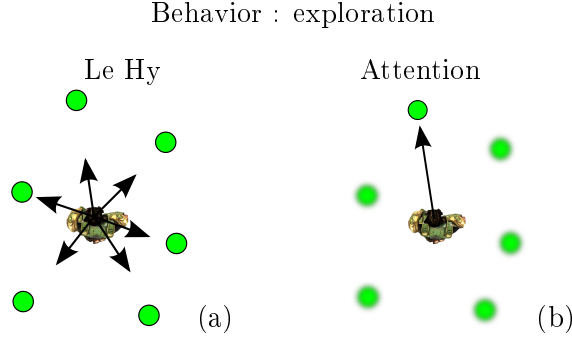 Behavior : exploration
Le Hy
Attention
(a)
(b)